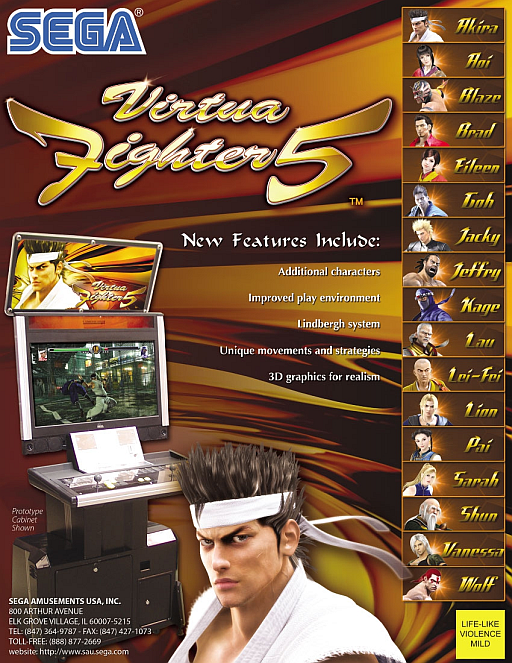 SEGA®
Virtua
Fighter 5™
New Features Include:
Additional characters
Improved play environment
Lindbergh system
Unique movements and strategies
3D graphics for realism
Akira
Aoi
Blaze
Brad
Eileen
Goh
Jacky
Jeffry
Kage
Lau
Lei-Fei
Lion
Pai
Sarah
Shun
Vanessa
Wolf
Virtua
Fighter 5
Prototype
Cabinet
Shown
SEGA AMUSEMENTS USA, INC.
800 ARTHUR AVENUE
ELK GROVE VILLAGE, IL 60007-5215
TEL: (847) 364-9787 - FAX: (847) 427-1073
TOLL-FREE: (888) 877-2669
website: http://www.sau.sega.com
LIFE-LIKE
VIOLENCE
MILD